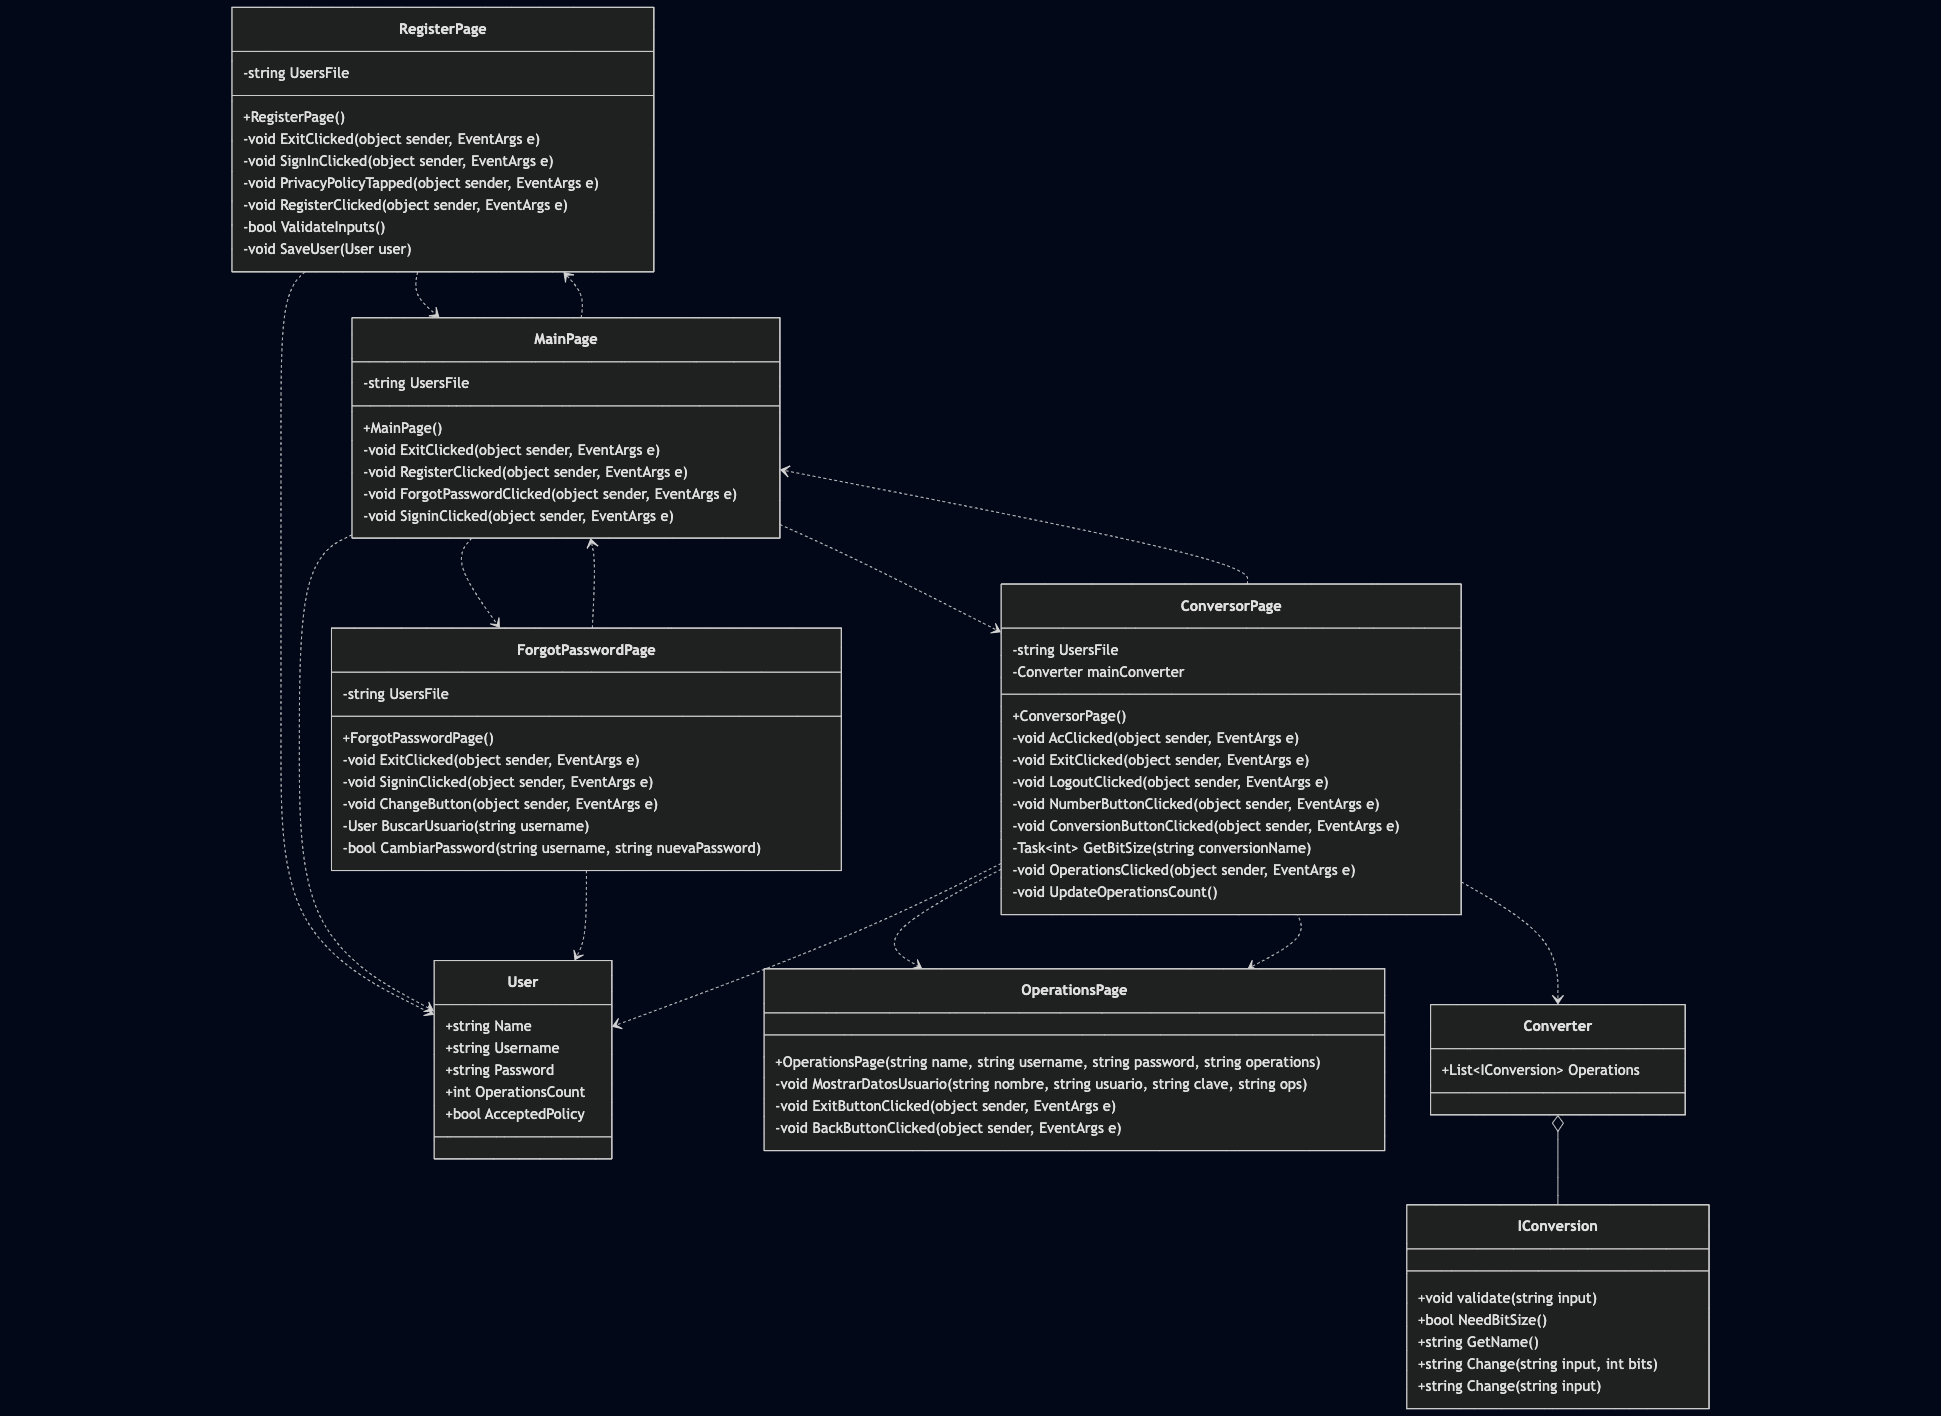 RegisterPage
-string UsersFile
+RegisterPage()
-void ExitClicked(object sender, EventArgs e)
-void SignInClicked(object sender, EventArgs e)
-void PrivacyPolicyTapped(object sender, EventArgs e)
-void RegisterClicked(object sender, EventArgs e)
-bool ValidateInputs()
-void SaveUser(User user)
MainPage
-string UsersFile
+MainPage()
-void ExitClicked(object sender, EventArgs e)
-void RegisterClicked(object sender, EventArgs e)
-void ForgotPasswordClicked(object sender, EventArgs e)
-void SigninClicked(object sender, EventArgs e)
ForgotPasswordPage
-string UsersFile
+ForgotPasswordPage()
-void ExitClicked(object sender, EventArgs e)
-void SigninClicked(object sender, EventArgs e)
-void ChangeButton(object sender, EventArgs e)
-User BuscarUsuario(string username)
-bool CambiarPassword(string username, string nuevaPassword)
ConversorPage
-string UsersFile
-Converter mainConverter
+ConversorPage()
-void AcClicked(object sender, EventArgs e)
-void ExitClicked(object sender, EventArgs e)
-void LogoutClicked(object sender, EventArgs e)
-void NumberButtonClicked(object sender, EventArgs e)
-void ConversionButtonClicked(object sender, EventArgs e)
-Task<int> GetBitSize(string conversionName)
-void OperationsClicked(object sender, EventArgs e)
-void UpdateOperationsCount()
User
+string Name
+string Username
+string Password
+int OperationsCount
+bool AcceptedPolicy
OperationsPage
+OperationsPage(string name, string username, string password, string operations)
-void MostrarDatosUsuario(string nombre, string usuario, string clave, string ops)
-void ExitButtonClicked(object sender, EventArgs e)
-void BackButtonClicked(object sender, EventArgs e)
Converter
+List<IConversion> Operations
IConversion
+void validate(string input)
+bool NeedBitSize()
+string GetName()
+string Change(string input, int bits)
+string Change(string input)